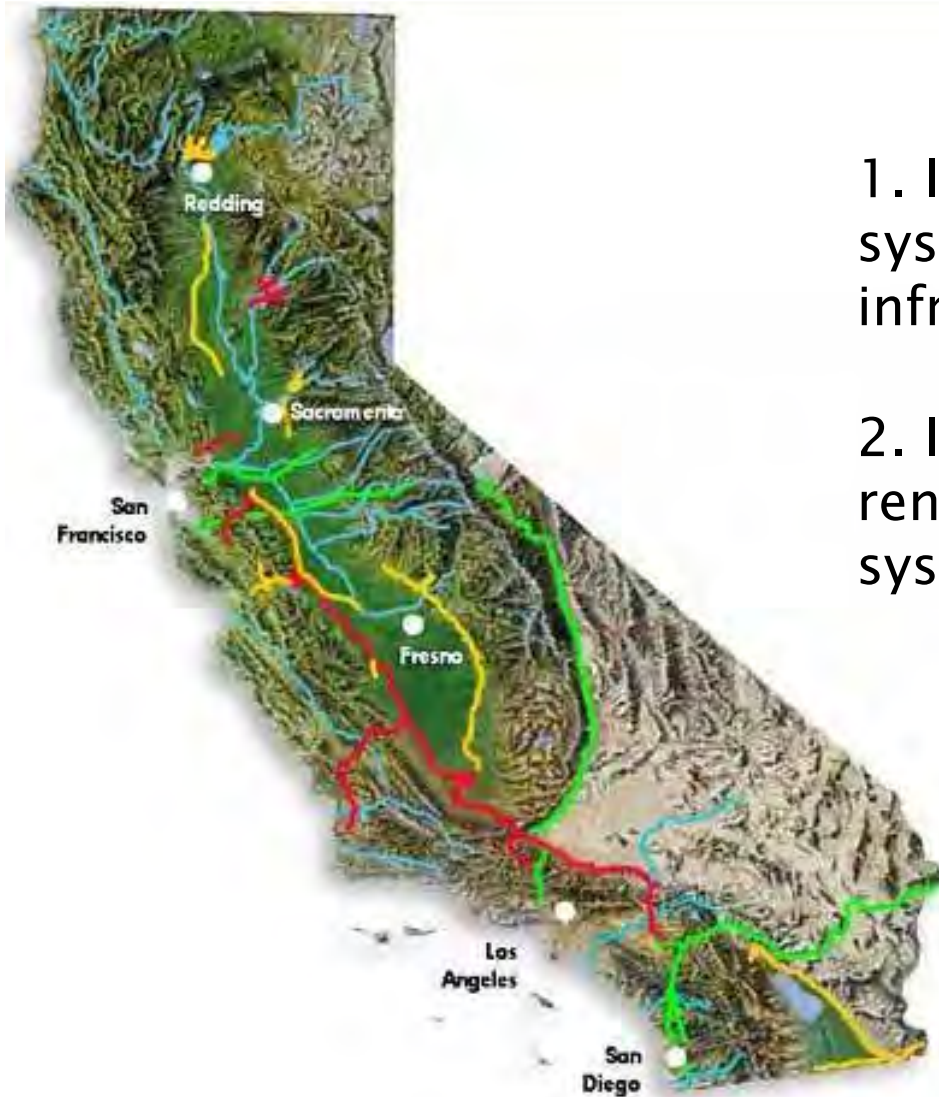 Redding
Sacramento
San
Francisco
Fresno
Los
Angeles
San
Diego
1. I
sys
infr
2. I
ren
sys